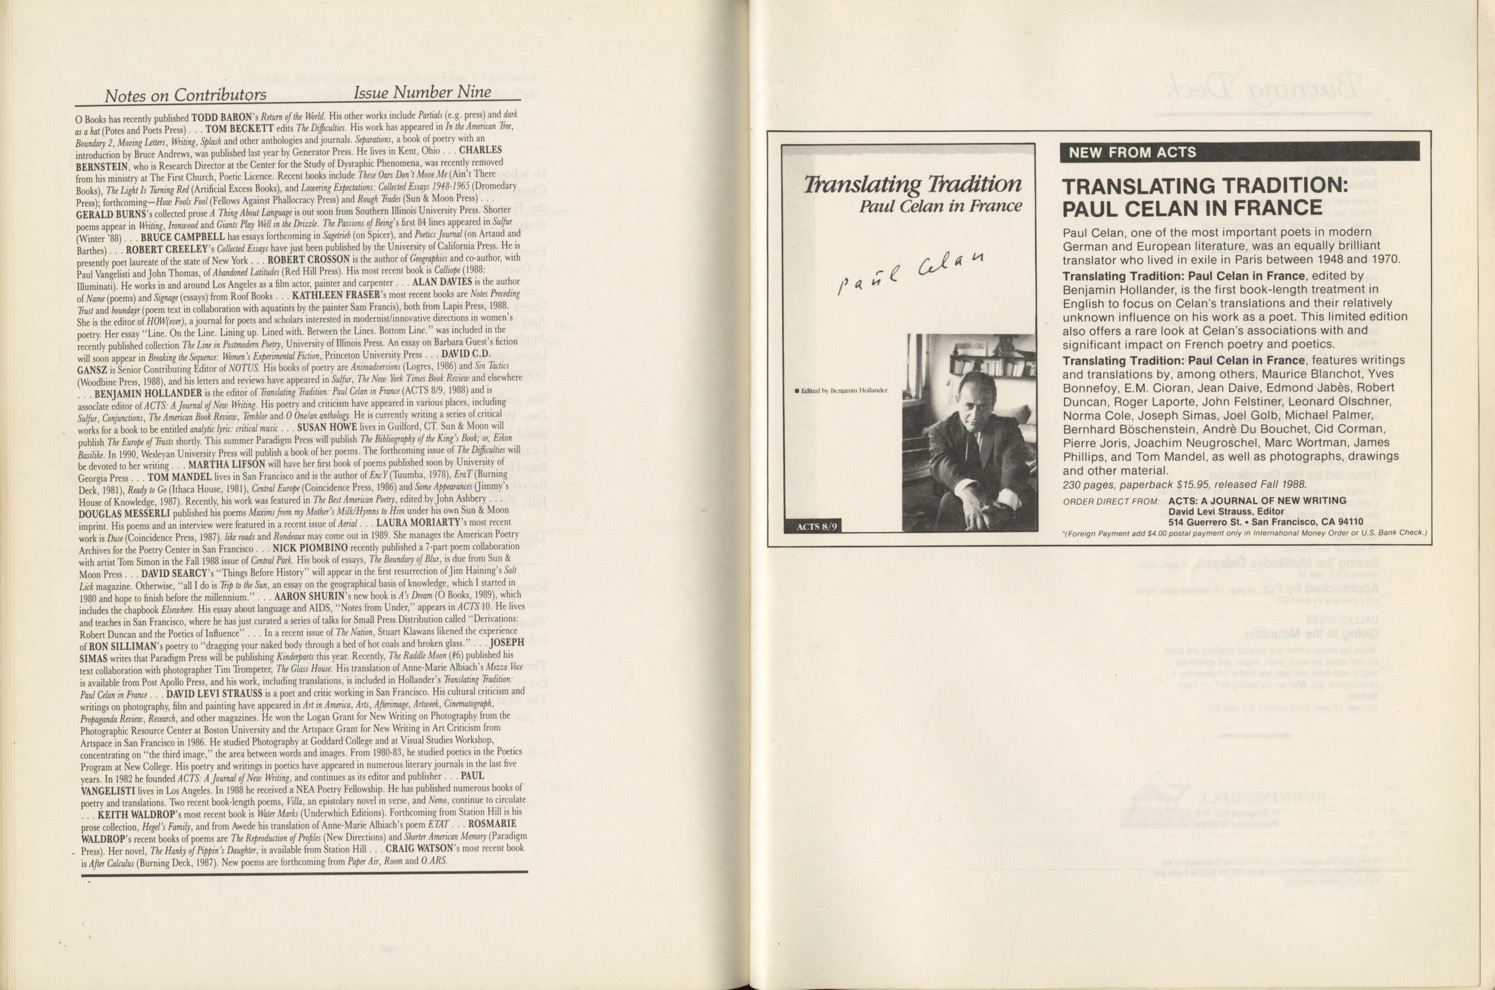 Notes on Contributors Issue Number Nine
O Books has recently published TODD BARON's Return of the World. His other works include Partials (e.g. press) and dark
as a hat (Potes and Poets Press) . . . TOM BECKETT edits The Difficulties. His work has appeared in In the American Tree,
Boundary 2, Moving Letters, Writing, Splash and other anthologies and journals. Separations, a book of poetry with an
introduction by Bruce Andrews, was published last year by Generator Press. He lives in Kent, Ohio . . . CHARLES
BERNSTEIN, who is Research Director at the Center for the Study of Dysraphic Phenomena, was recently removed
from his ministry at The First Church, Poetic Licence. Recent books include These Oars Don't Move Me (Ain't There
Books), The Light Is Turning Red (Artificial Excess Books), and Lowering Expectations: Collected Essays 1948-1965 (Dromedary
Press); forthcoming—How Fools Fool (Fellows Against Phallocracy Press) and Rough Trades (Sun & Moon Press) . . .
GERALD BURNS's collected prose A Thing About Language is out soon from Southern Illinois University Press. Shorter
poems appear in Writing, Ironwood and Giants Play Well in the Drizzle. The Passions of Being's first 84 lines appeared in Sulfur
(Winter '88) . . . BRUCE CAMPBELL has essays forthcoming in Sagetrieb (on Spicer), and Poetics Journal (on Artaud and
Barthes) . . . ROBERT CREELEY's Collected Essays have just been published by the University of California Press. He is
presently poet laureate of the state of New York . . . ROBERT CROSSON is the author of Geographies and co-author, with
Paul Vangelisti and John Thomas, of Abandoned Latitudes (Red Hill Press). His most recent book is Calliope (1988:
Illuminati). He works in and around Los Angeles as a film actor, painter and carpenter . . . ALAN DAVIES is the author
of Name (poems) and Signage (essays) from Roof Books . . . KATHLEEN FRASER's most recent books are Notes Preceding
Trust and boundayr (poem text in collaboration with aquatints by the painter Sam Francis), both from Lapis Press, 1988.
She is the editor of HOW(ever), a journal for poets and scholars interested in modernist/innovative directions in women's
poetry. Her essay "Line. On the Line. Lining up. Lined with. Between the Lines. Bottom Line." was included in the
recently published collection The Line in Postmodern Poetry, University of Illinois Press. An essay on Barbara Guest's fiction
will soon appear in Breaking the Sequence: Women's Experimental Fiction, Princeton University Press . . . DAVID C.D.
GANSZ is Senior Contributing Editor of NOTUS. His books of poetry are Animadversions (Logres, 1986) and Sin Tactics
(Woodbine Press, 1988), and his letters and reviews have appeared in Sulfur, The New York Times Book Review and elsewhere
. . . BENJAMIN HOLLANDER is the editor of Translating Tradition: Paul Celan in France (ACTS 8/9, 1988) and is
associate editor of ACTS: A Journal of New Writing. His poetry and criticism have appeared in various places, including
Sulfur, Conjunctions, The American Book Review, Temblor and O One/an anthology. He is currently writing a series of critical
works for a book to be entitled analytic lyric: critical music . . . SUSAN HOWE lives in Guilford, CT. Sun & Moon will
publish The Europe of Trusts shortly. This summer Paradigm Press will publish The Bibliography of the King's Book; or, Eikon
Basilike. In 1990, Wesleyan University Press will publish a book of her poems. The forthcoming issue of The Difficulties will
be devoted to her writing . . . MARTHA LIFSON will have her first book of poems published soon by University of
Georgia Press . . . TOM MANDEL lives in San Francisco and is the author of EncY (Tuumba, 1978), EraT (Burning
Deck, 1981), Ready to Go (Ithaca House, 1981), Central Europe (Coincidence Press, 1986) and Some Appearances (Jimmy's
House of Knowledge, 1987). Recently, his work was featured in The Best American Poetry, edited by John Ashbery . . .
DOUGLAS MESSERLI published his poems Maxims from my Mother's Milk/Hymns to Him under his own Sun & Moon
imprint. His poems and an interview were featured in a recent issue of Aerial . . . LAURA MORIARTY's most recent
work is Duse (Coincidence Press, 1987). like roads and Rondeaux may come out in 1989. She manages the American Poetry
Archives for the Poetry Center in San Francisco . . . NICK PIOMBINO recently published a 7-part poem collaboration
with artist Tom Simon in the Fall 1988 issue of Central Park. His book of essays, The Boundary of Blur, is due from Sun &
Moon Press . . . DAVID SEARCY's "Things Before History" will appear in the first resurrection of Jim Haining's Salt
Lick magazine. Otherwise, "all I do is Trip to the Sun, an essay on the geographical basis of knowledge, which I started in
1980 and hope to finish before the millennium." . . . AARON SHURIN's new book is A's Dream (O Books, 1989), which
includes the chapbook Elsewhere. His essay about language and AIDS, "Notes from Under," appears in ACTS 10. He lives
and teaches in San Francisco, where he has just curated a series of talks for Small Press Distribution called "Derivations:
Robert Duncan and the Poetics of Influence" . . . In a recent issue of The Nation, Stuart Klawans likened the experience
of RON SILLIMAN's poetry to "dragging your naked body through a bed of hot coals and broken glass." . . . JOSEPH
SIMAS writes that Paradigm Press will be publishing Kinderparts this year. Recently, The Raddle Moon (#6) published his
text collaboration with photographer Tim Trompeter, The Glass House. His translation of Anne-Marie Albiach's Mezza Voce
is available from Post Apollo Press, and his work, including translations, is included in Hollander's Translating Tradition:
Paul Celan in France . . . DAVID LEVI STRAUSS is a poet and critic working in San Francisco. His cultural criticism and
writings on photography, film and painting have appeared in Art in America, Arts, Afterimage, Artweek, Cinematograph,
Propaganda Review, Research, and other magazines. He won the Logan Grant for New Writing on Photography from the
Photographic Resource Center at Boston University and the Artspace Grant for New Writing in Art Criticism from
Artspace in San Francisco in 1986. He studied Photography at Goddard College and at Visual Studies Workshop,
concentrating on "the third image," the area between words and images. From 1980-83, he studied poetics in the Poetics
Program at New College. His poetry and writings in poetics have appeared in numerous literary journals in the last five
years. In 1982 he founded ACTS: A Journal of New Writing, and continues as its editor and publisher . . . PAUL
VANGELISTI lives in Los Angeles. In 1988 he received a NEA Poetry Fellowship. He has published numerous books of
poetry and translations. Two recent book-length poems, Villa, an epistolary novel in verse, and Nemo, continue to circulate
. . . KEITH WALDROP's most recent book is Water Marks (Underwhich Editions). Forthcoming from Station Hill is his
prose collection, Hegel's Family, and from Awede his translation of Anne-Marie Albiach's poem ETAT . . . ROSMARIE
WALDROP's recent books of poems are The Reproduction of Profiles (New Directions) and Shorter American Memory (Paradigm
Press). Her novel, The Hanky of Pippin's Daughter, is available from Station Hill . . . CRAIG WATSON's most recent book
is After Calculus (Burning Deck, 1987). New poems are forthcoming from Paper Air, Room and O.ARS.
Translating Tradition
Paul Celan in France
Paul Celan
■ Edited by Benjamin Hollander
ACTS 8/9
NEW FROM ACTS
TRANSLATING TRADITION:
PAUL CELAN IN FRANCE
Paul Celan, one of the most important poets in modern
German and European literature, was an equally brilliant
translator who lived in exile in Paris between 1948 and 1970.
Translating Tradition: Paul Celan in France, edited by
Benjamin Hollander, is the first book-length treatment in
English to focus on Celan's translations and their relatively
unknown influence on his work as a poet. This limited edition
also offers a rare look at Celan's associations with and
significant impact on French poetry and poetics.
Translating Tradition: Paul Celan in France, features writings
and translations by, among others, Maurice Blanchot, Yves
Bonnefoy, E.M. Cioran, Jean Daive, Edmond Jabès, Robert
Duncan, Roger Laporte, John Felstiner, Leonard Olschner,
Norma Cole, Joseph Simas, Joel Golb, Michael Palmer,
Bernhard Böschenstein, Andrè Du Bouchet, Cid Corman,
Pierre Joris, Joachim Neugroschel, Marc Wortman, James
Phillips, and Tom Mandel, as well as photographs, drawings
and other material.
230 pages, paperback $15.95, released Fall 1988.
ORDER DIRECT FROM: ACTS: A JOURNAL OF NEW WRITING
David Levi Strauss, Editor
514 Guerrero St. • San Francisco, CA 94110
*(Foreign Payment add $4.00 postal payment only in International Money Order or U.S. Bank Check.)